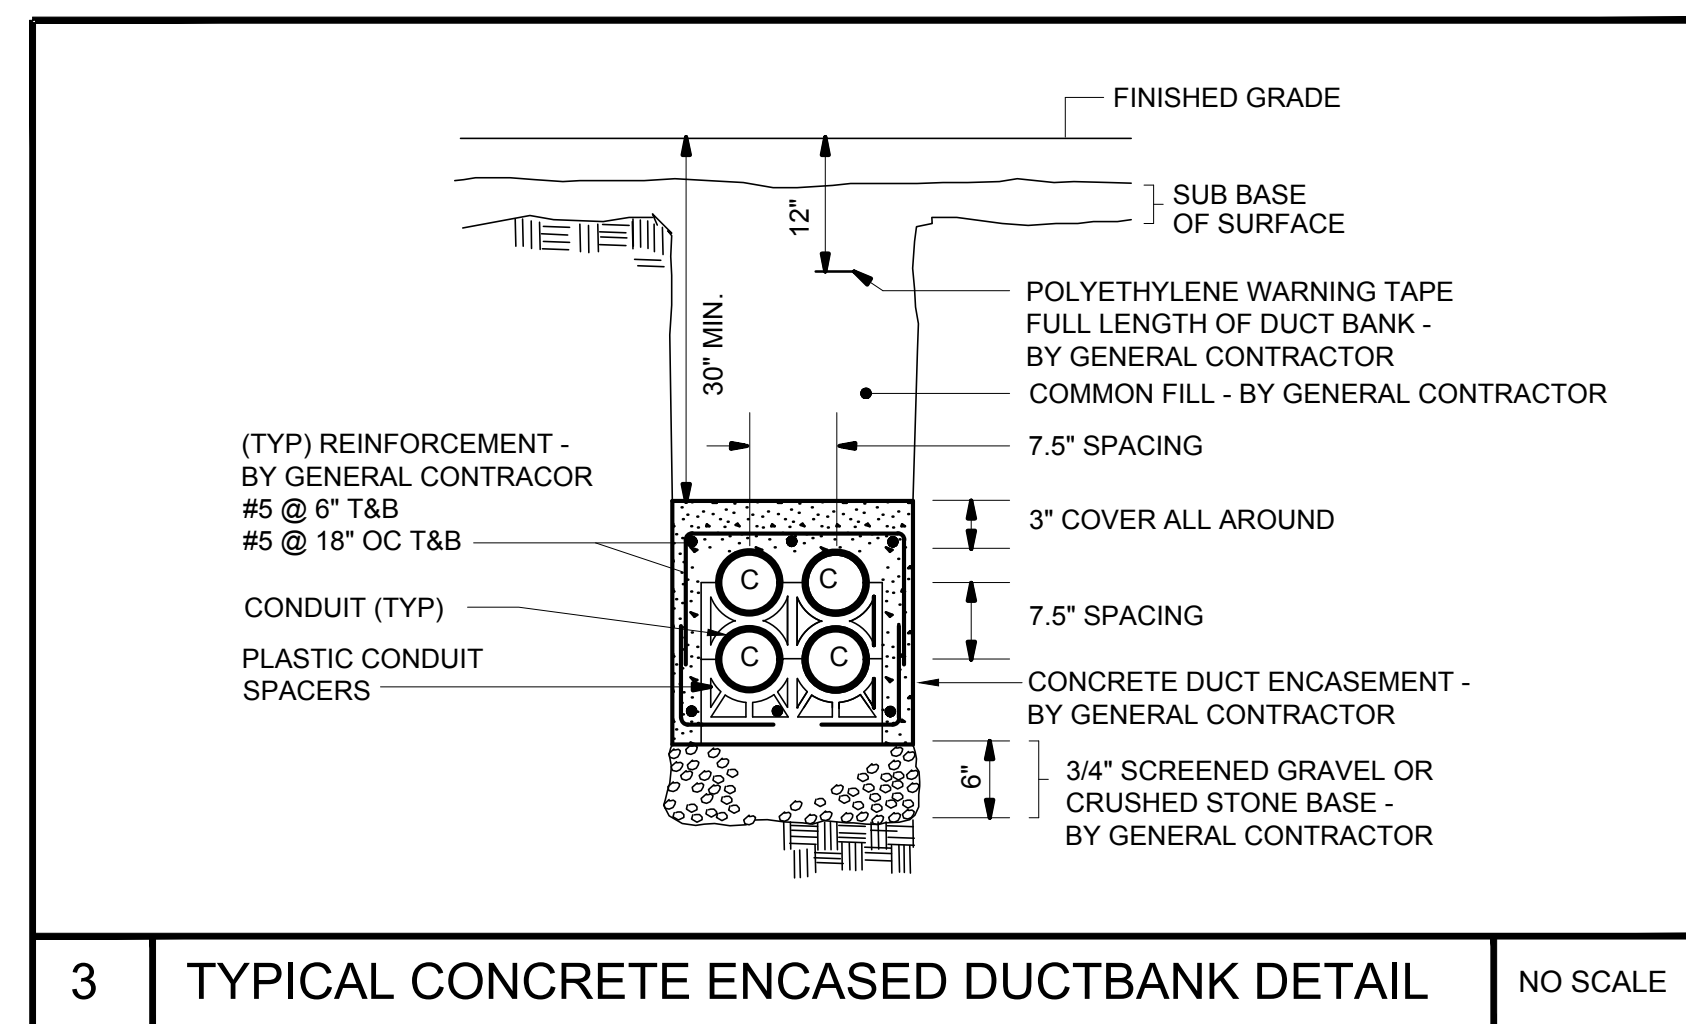 FINISHED GRADE
SUB BASE
OF SURFACE
12"
POLYETHYLENE WARNING TAPE
FULL LENGTH OF DUCT BANK -
BY GENERAL CONTRACTOR
30" MIN.
COMMON FILL - BY GENERAL CONTRACTOR
7.5" SPACING
(TYP) REINFORCEMENT -
BY GENERAL CONTRACOR
#5 @ 6" T&B
#5 @ 18" OC T&B
3" COVER ALL AROUND
C C
CONDUIT (TYP)
7.5" SPACING
C C
PLASTIC CONDUIT
SPACERS
CONCRETE DUCT ENCASEMENT -
BY GENERAL CONTRACTOR
6"
3/4" SCREENED GRAVEL OR
CRUSHED STONE BASE -
BY GENERAL CONTRACTOR
3
TYPICAL CONCRETE ENCASED DUCTBANK DETAIL
NO SCALE